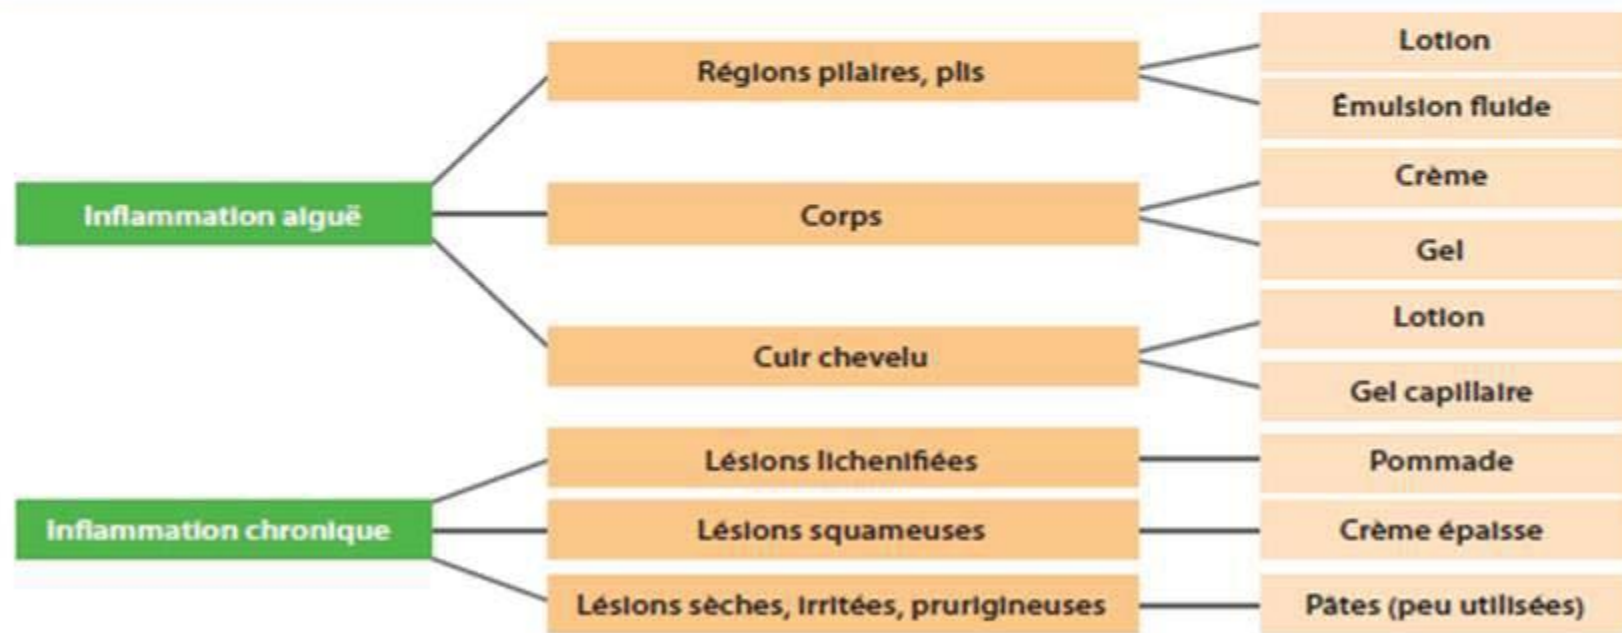 Inflammation aiguë
Régions pilaires, plis
Lotion
Émulsion fluide
Corps
Crème
Gel
Cuir chevelu
Lotion
Gel capillaire
Inflammation chronique
Lésions lichenifiées
Pommade
Lésions squameuses
Crème épaisse
Lésions sèches, irritées, prurigineuses
Pâtes (peu utilisées)